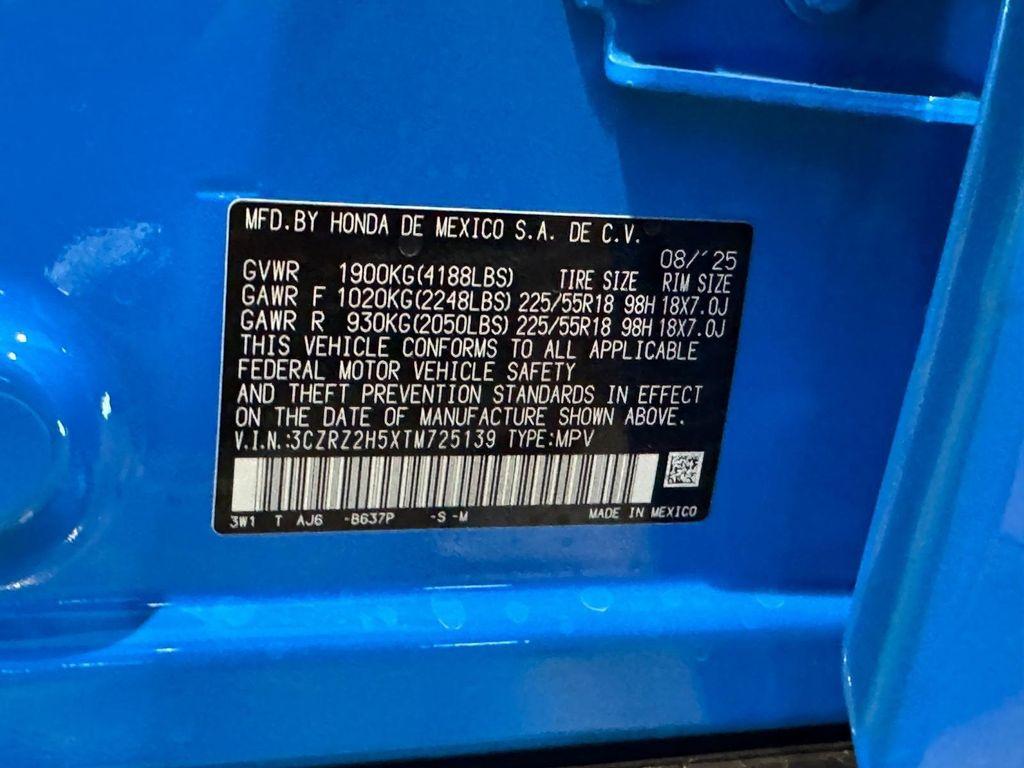 MFD.BY HONDA DE MEXICO S.A. DE C.V.
08/'25
GVWR 1900KG(4188LBS) TIRE SIZE RIM SIZE
GAWR F 1020KG(2248LBS) 225/55R18 98H 18X7.0J
GAWR R 930KG(2050LBS) 225/55R18 98H 18X7.0J
THIS VEHICLE CONFORMS TO ALL APPLICABLE
FEDERAL MOTOR VEHICLE SAFETY
AND THEFT PREVENTION STANDARDS IN EFFECT
ON THE DATE OF MANUFACTURE SHOWN ABOVE.
V.I.N.:3CZRZ2H5XTM725139 TYPE:MPV
3W1 T AJ6 -B637P -S -M MADE IN MEXICO